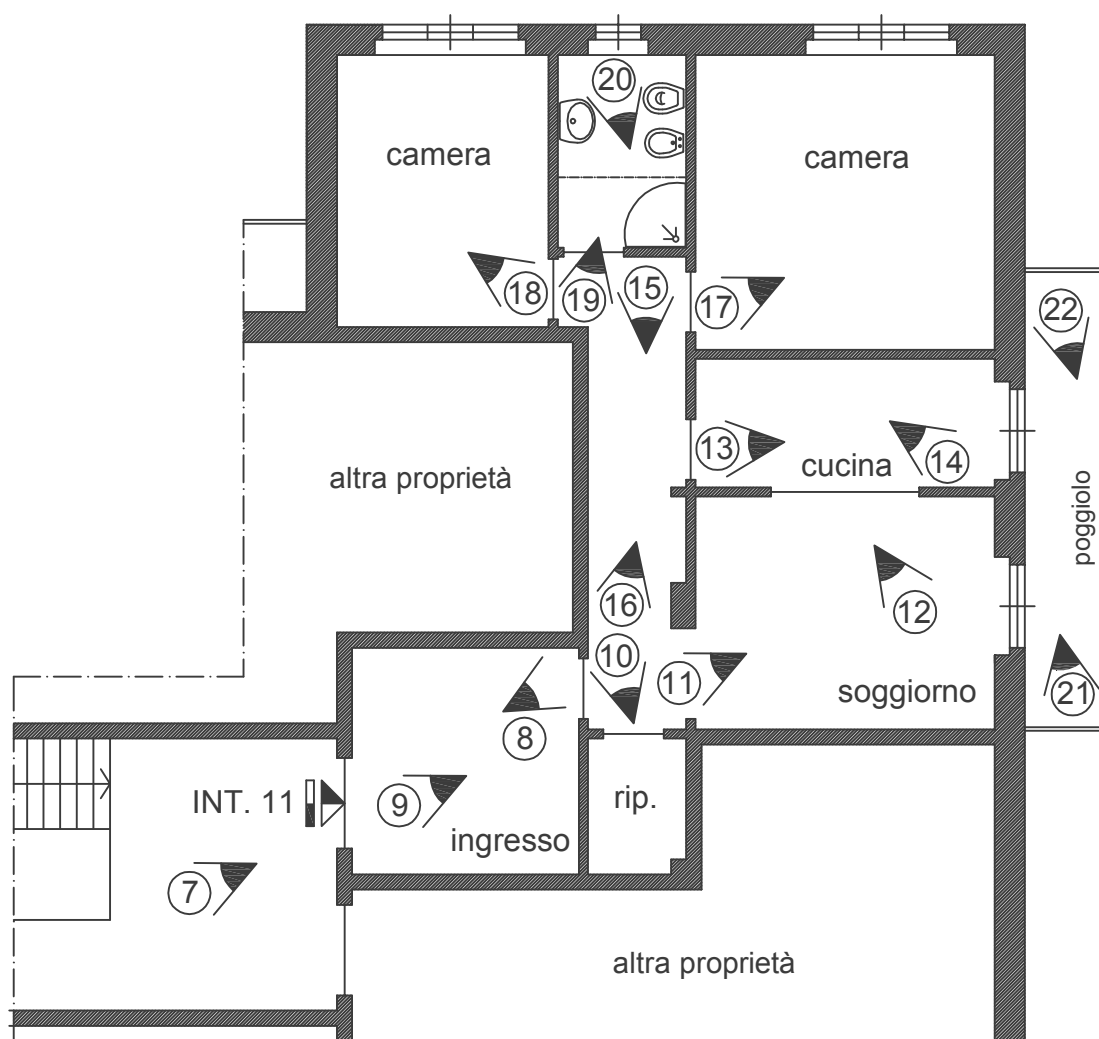 20
camera
camera
18
19
15
17
22
13
cucina
14
altra proprietà
poggiolo
16
12
10
11
soggiorno
21
8
INT. 11
9
rip.
ingresso
7
altra proprietà